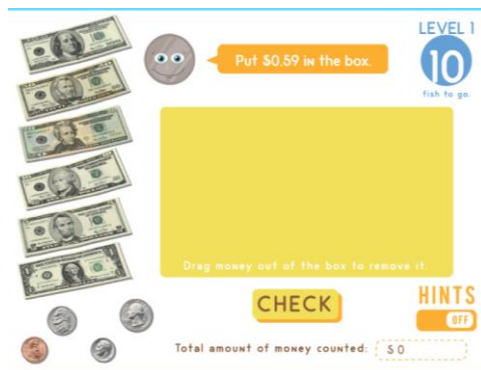 LEVEL 1
Put $0.59 in the box.
10
fish to go.
Drag money out of the box to remove it.
CHECK
HINTS
OFF
Total amount of money counted: $0